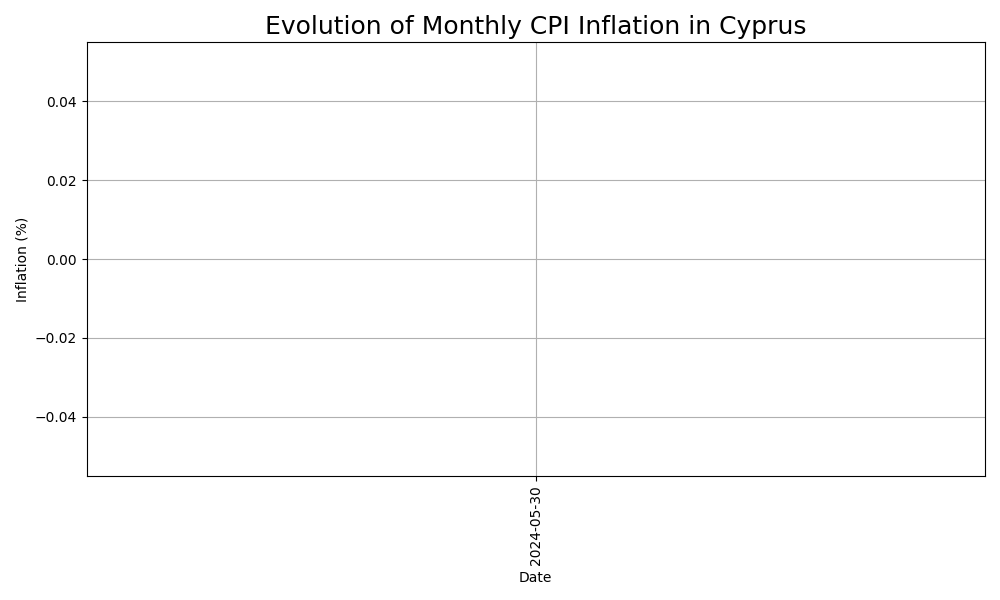 Evolution of Monthly CPI Inflation in Cyprus
0.04
0.02
0.00
−0.02
−0.04
Inflation (%)
2024-05-30
Date